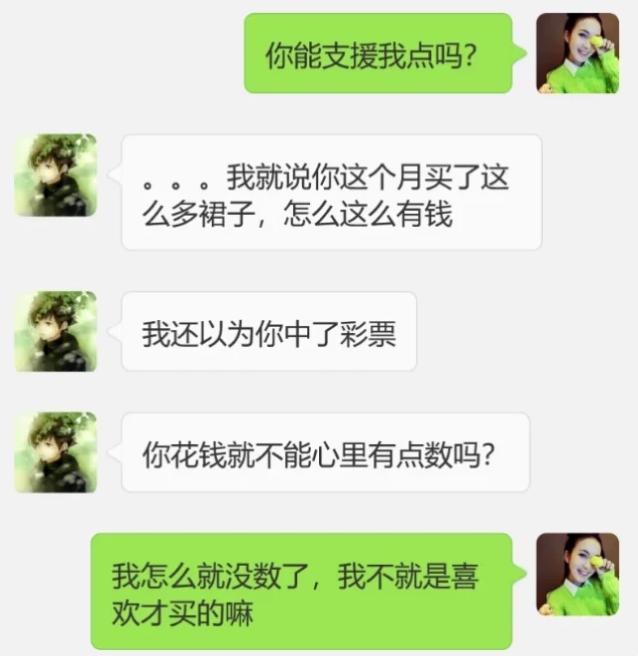 你能支援我点吗？
。。。我就说你这个月买了这
么多裙子，怎么这么有钱
我还以为你中了彩票
你花钱就不能心里有点数吗？
我怎么就没数了，我不就是喜
欢才买的嘛